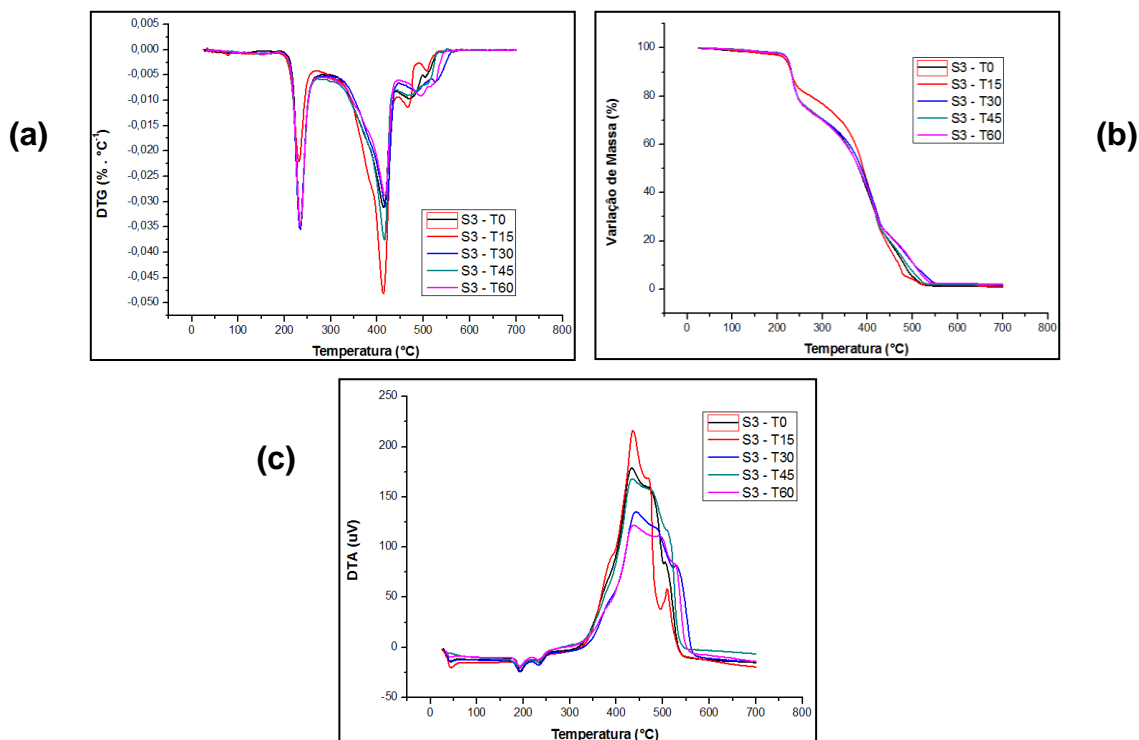 (a)
0,005
0,000
-0,005
-0,010
-0,015
-0,020
-0,025
-0,030
-0,035
-0,040
-0,045
-0,050
DTG (% . °C⁻¹)
0 100 200 300 400 500 600 700 800
Temperatura (°C)
S3 - T0
S3 - T15
S3 - T30
S3 - T45
S3 - T60
(b)
100
80
60
40
20
0
Variação de Massa (%)
0 100 200 300 400 500 600 700 800
Temperatura (°C)
S3 - T0
S3 - T15
S3 - T30
S3 - T45
S3 - T60
(c)
250
200
150
100
50
0
-50
DTA (uV)
0 100 200 300 400 500 600 700 800
Temperatura (°C)
S3 - T0
S3 - T15
S3 - T30
S3 - T45
S3 - T60